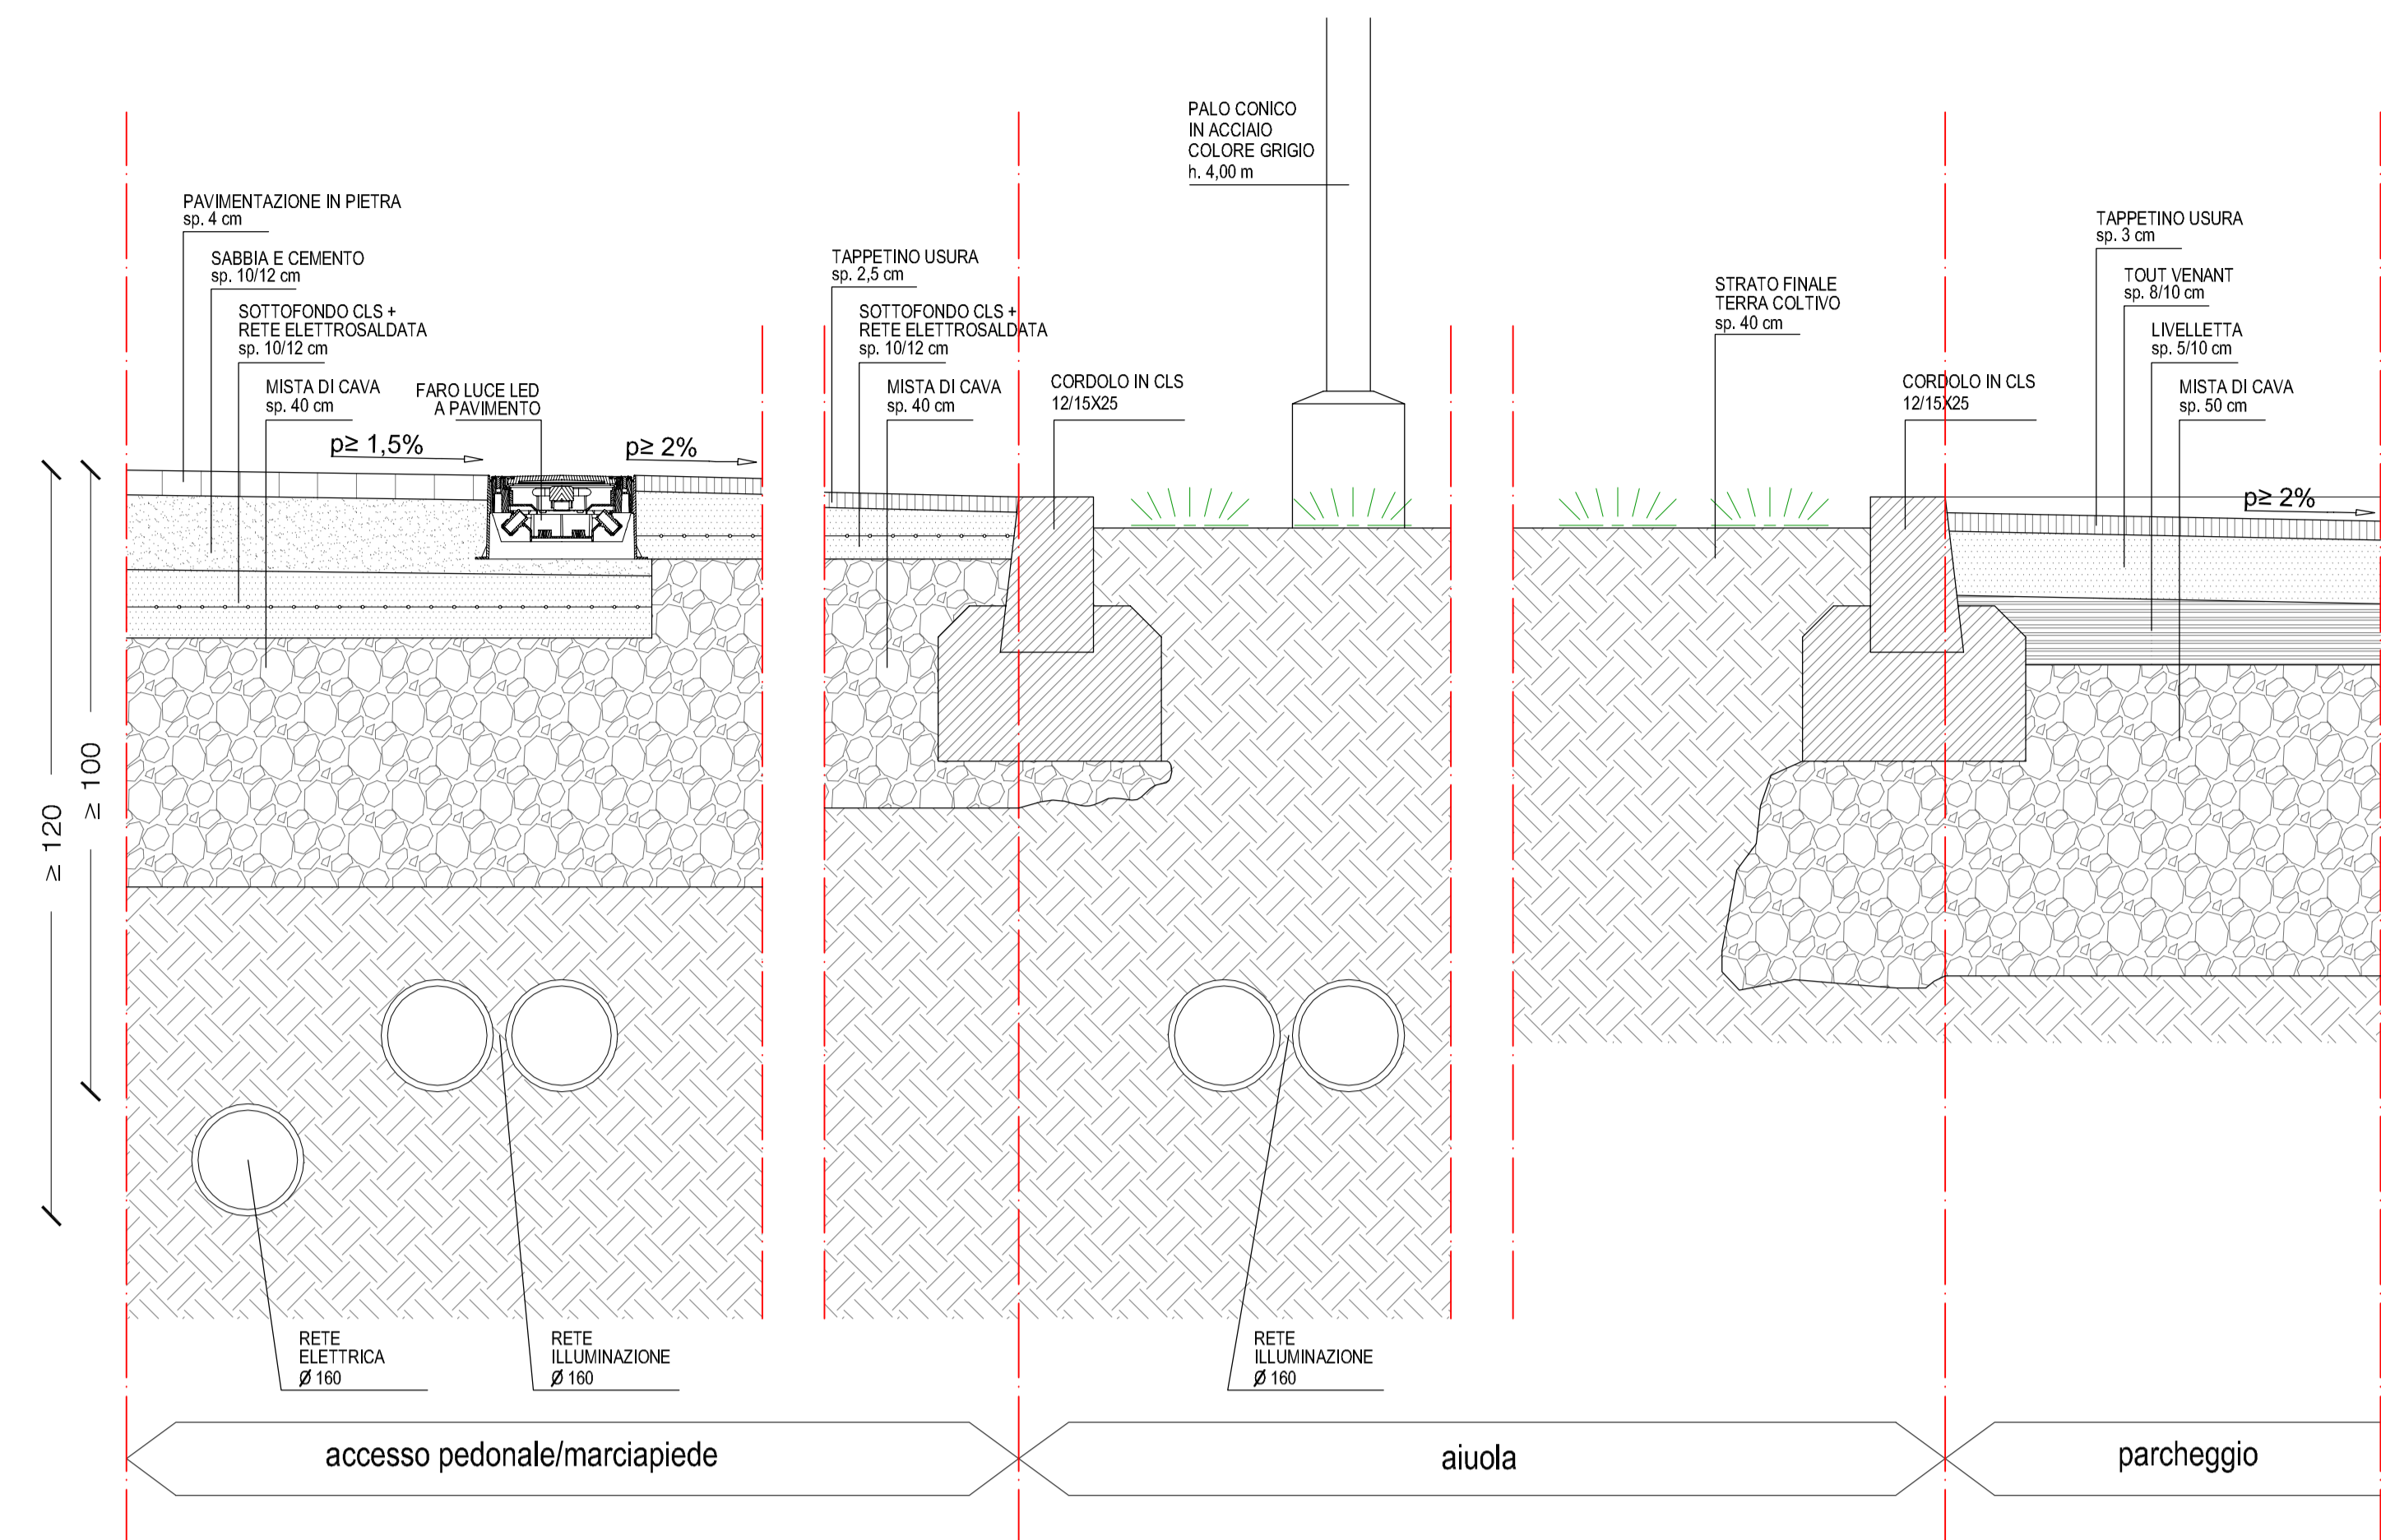 PALO CONICO
IN ACCIAIO
COLORE GRIGIO
h. 4,00 m
PAVIMENTAZIONE IN PIETRA
sp. 4 cm
SABBIA E CEMENTO
sp. 10/12 cm
SOTTOFONDO CLS +
RETE ELETTROSALDATA
sp. 10/12 cm
MISTA DI CAVA
sp. 40 cm
FARO LUCE LED
A PAVIMENTO
p≥ 1,5%
p≥ 2%
TAPPETINO USURA
sp. 2,5 cm
SOTTOFONDO CLS +
RETE ELETTROSALDATA
sp. 10/12 cm
MISTA DI CAVA
sp. 40 cm
CORDOLO IN CLS
12/15X25
STRATO FINALE
TERRA COLTIVO
sp. 40 cm
CORDOLO IN CLS
12/15X25
TAPPETINO USURA
sp. 3 cm
TOUT VENANT
sp. 8/10 cm
LIVELLETTA
sp. 5/10 cm
MISTA DI CAVA
sp. 50 cm
p≥ 2%
≥ 120
≥ 100
RETE
ELETTRICA
Ø 160
RETE
ILLUMINAZIONE
Ø 160
RETE
ILLUMINAZIONE
Ø 160
accesso pedonale/marciapiede
aiuola
parcheggio